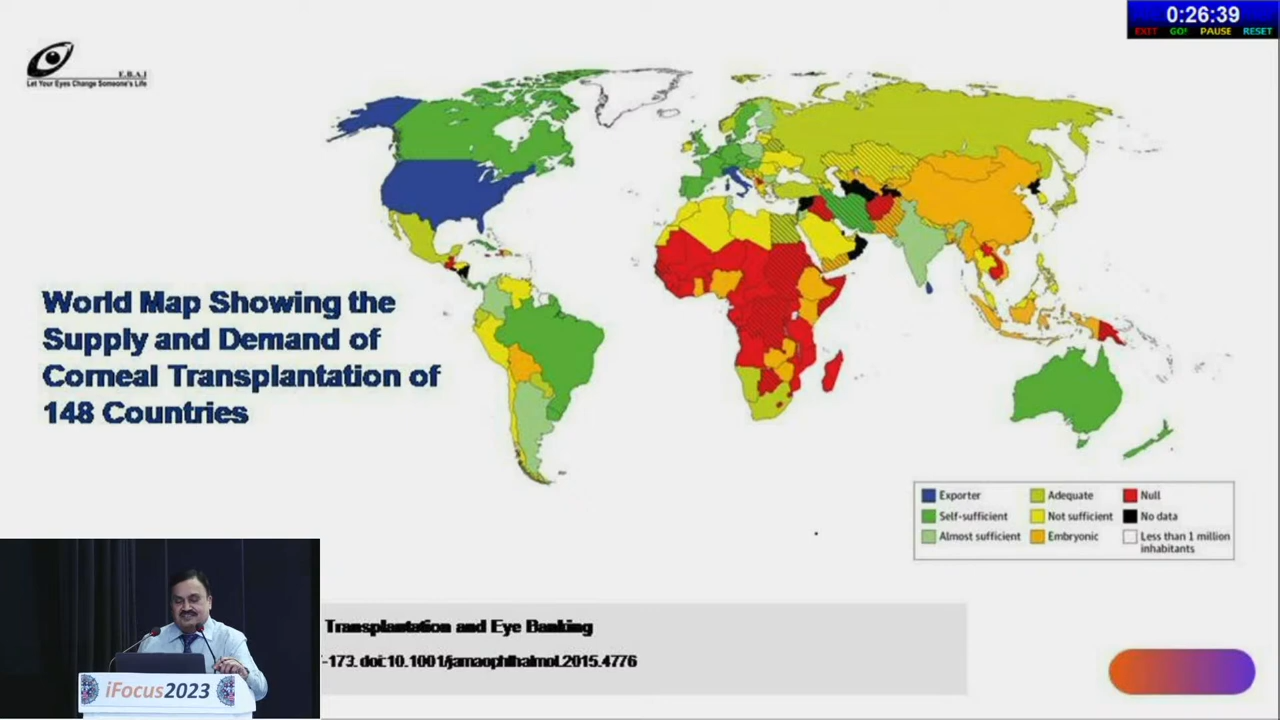 0:26:39
EXIT GO! PAUSE RESET
E.B.A.I
Let Your Eyes Change Someone's Life
World Map Showing the
Supply and Demand of
Corneal Transplantation of
148 Countries
Exporter
Self-sufficient
Almost sufficient
Adequate
Not sufficient
Embryonic
Null
No data
Less than 1 million
inhabitants
Transplantation and Eye Banking
-173. doi:10.1001/jamaophthalmol.2015.4776
iFocus2023